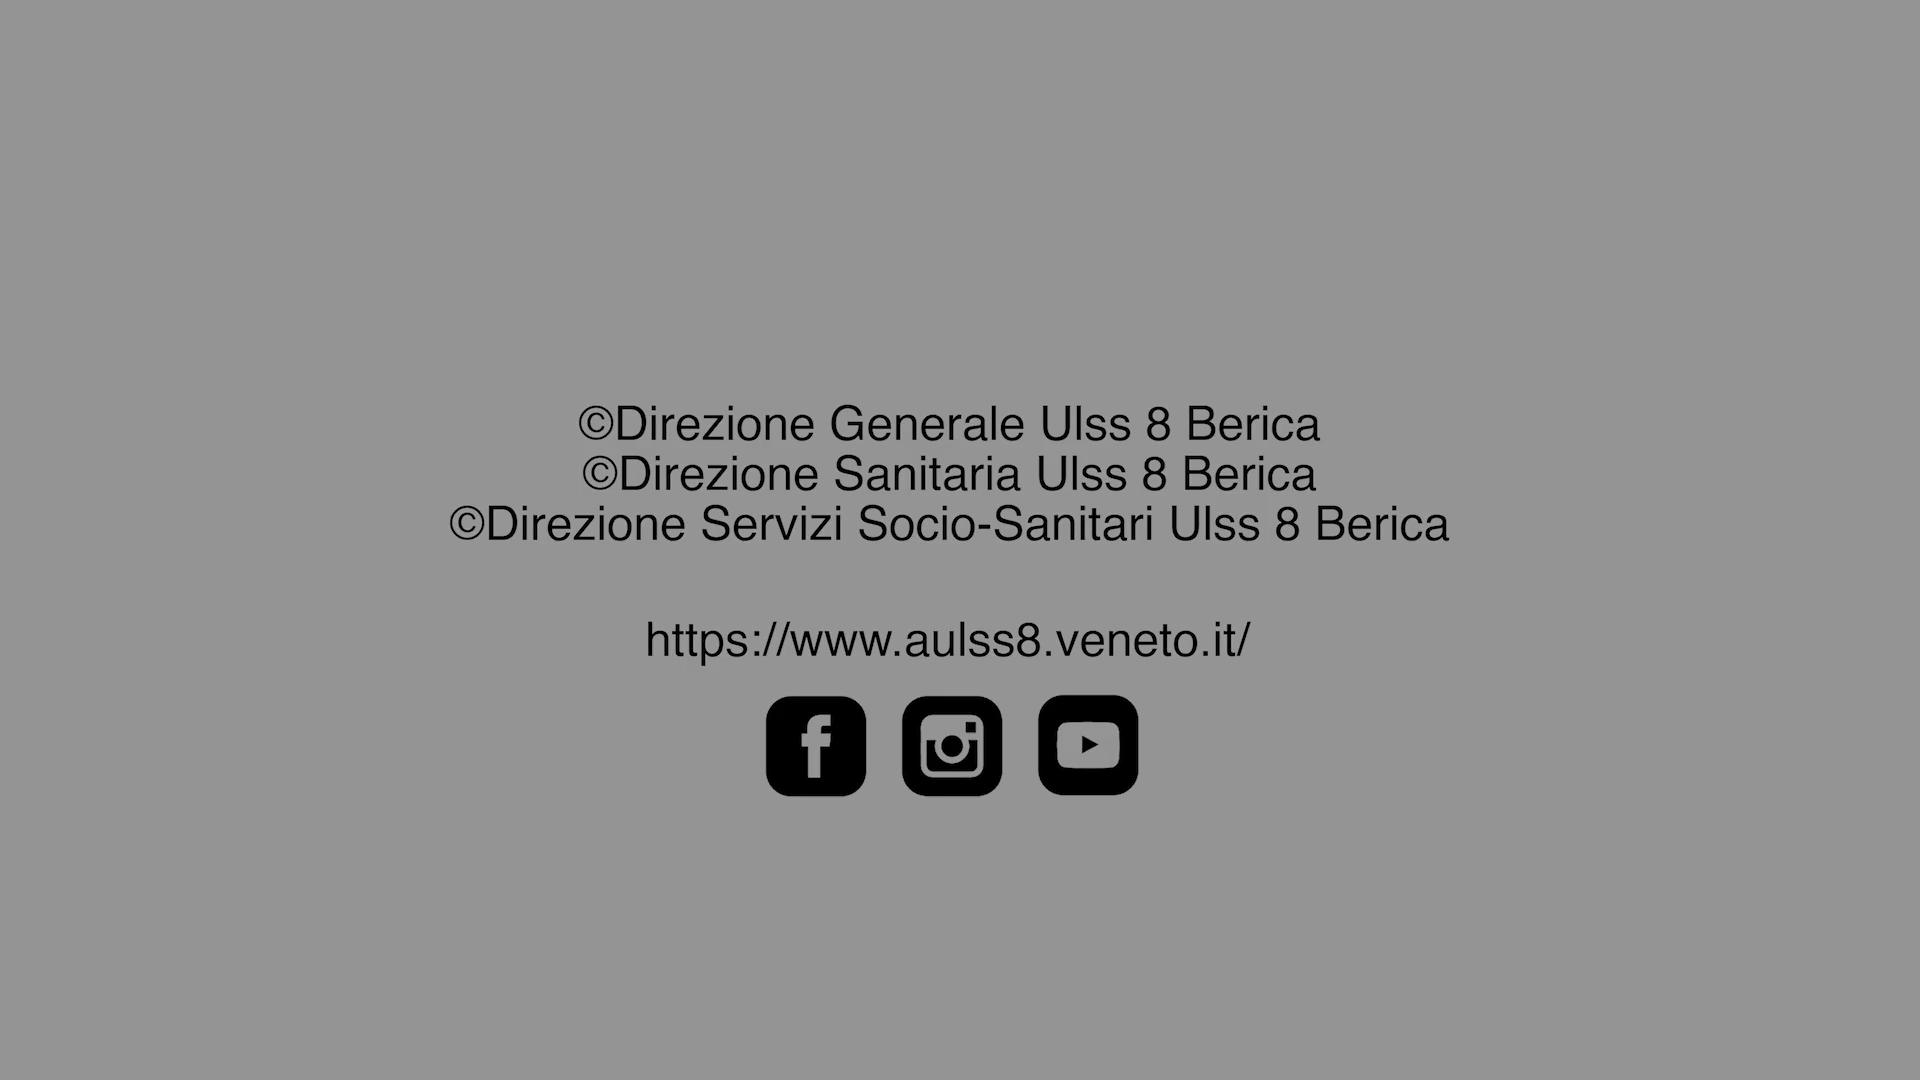 ©Direzione Generale Ulss 8 Berica
©Direzione Sanitaria Ulss 8 Berica
©Direzione Servizi Socio-Sanitari Ulss 8 Berica
https://www.aulss8.veneto.it/